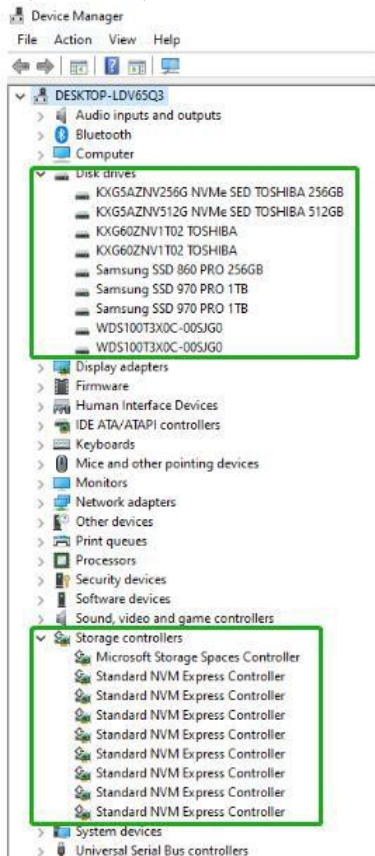 Device Manager
File Action View Help
DESKTOP-LDV65Q3
Audio inputs and outputs
Bluetooth
Computer
Disk drives
KXG5AZNV256G NVMe SED TOSHIBA 256GB
KXG5AZNV512G NVMe SED TOSHIBA 512GB
KXG60ZNV1T02 TOSHIBA
KXG60ZNV1T02 TOSHIBA
Samsung SSD 860 PRO 256GB
Samsung SSD 970 PRO 1TB
Samsung SSD 970 PRO 1TB
WDS100T3X0C-00SJG0
WDS100T3X0C-00SJG0
Display adapters
Firmware
Human Interface Devices
IDE ATA/ATAPI controllers
Keyboards
Mice and other pointing devices
Monitors
Network adapters
Other devices
Print queues
Processors
Security devices
Software devices
Sound, video and game controllers
Storage controllers
Microsoft Storage Spaces Controller
Standard NVM Express Controller
Standard NVM Express Controller
Standard NVM Express Controller
Standard NVM Express Controller
Standard NVM Express Controller
Standard NVM Express Controller
Standard NVM Express Controller
Standard NVM Express Controller
System devices
Universal Serial Bus controllers